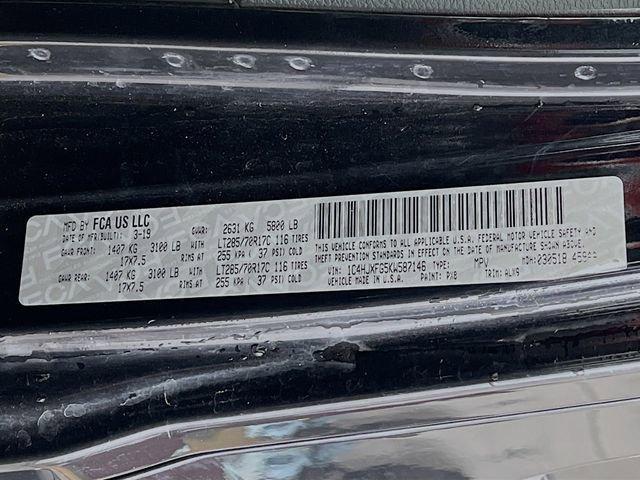 MFD BY FCA US LLC GVWR: 2631 KG 5800 LB
DATE OF MFR/BUILT: 3-19
GAWR FRONT: 1407 KG 3100 LB WITH LT285/70R17C 116 TIRES
17X7.5 RIMS AT 255 KPA ( 37 PSI) COLD
GAWR REAR: 1407 KG 3100 LB WITH LT285/70R17C 116 TIRES
17X7.5 RIMS AT 255 KPA ( 37 PSI) COLD
THIS VEHICLE CONFORMS TO ALL APPLICABLE U.S.A. FEDERAL MOTOR VEHICLE SAFETY AND
THEFT PREVENTION STANDARDS IN EFFECT ON THE DATE OF MANUFACTURE SHOWN ABOVE.
VIN: 1C4HJXFG5KW587146 TYPE: MPV MDH: 030518
VEHICLE MADE IN U.S.A. PAINT: PX8 TRIM: ALX9